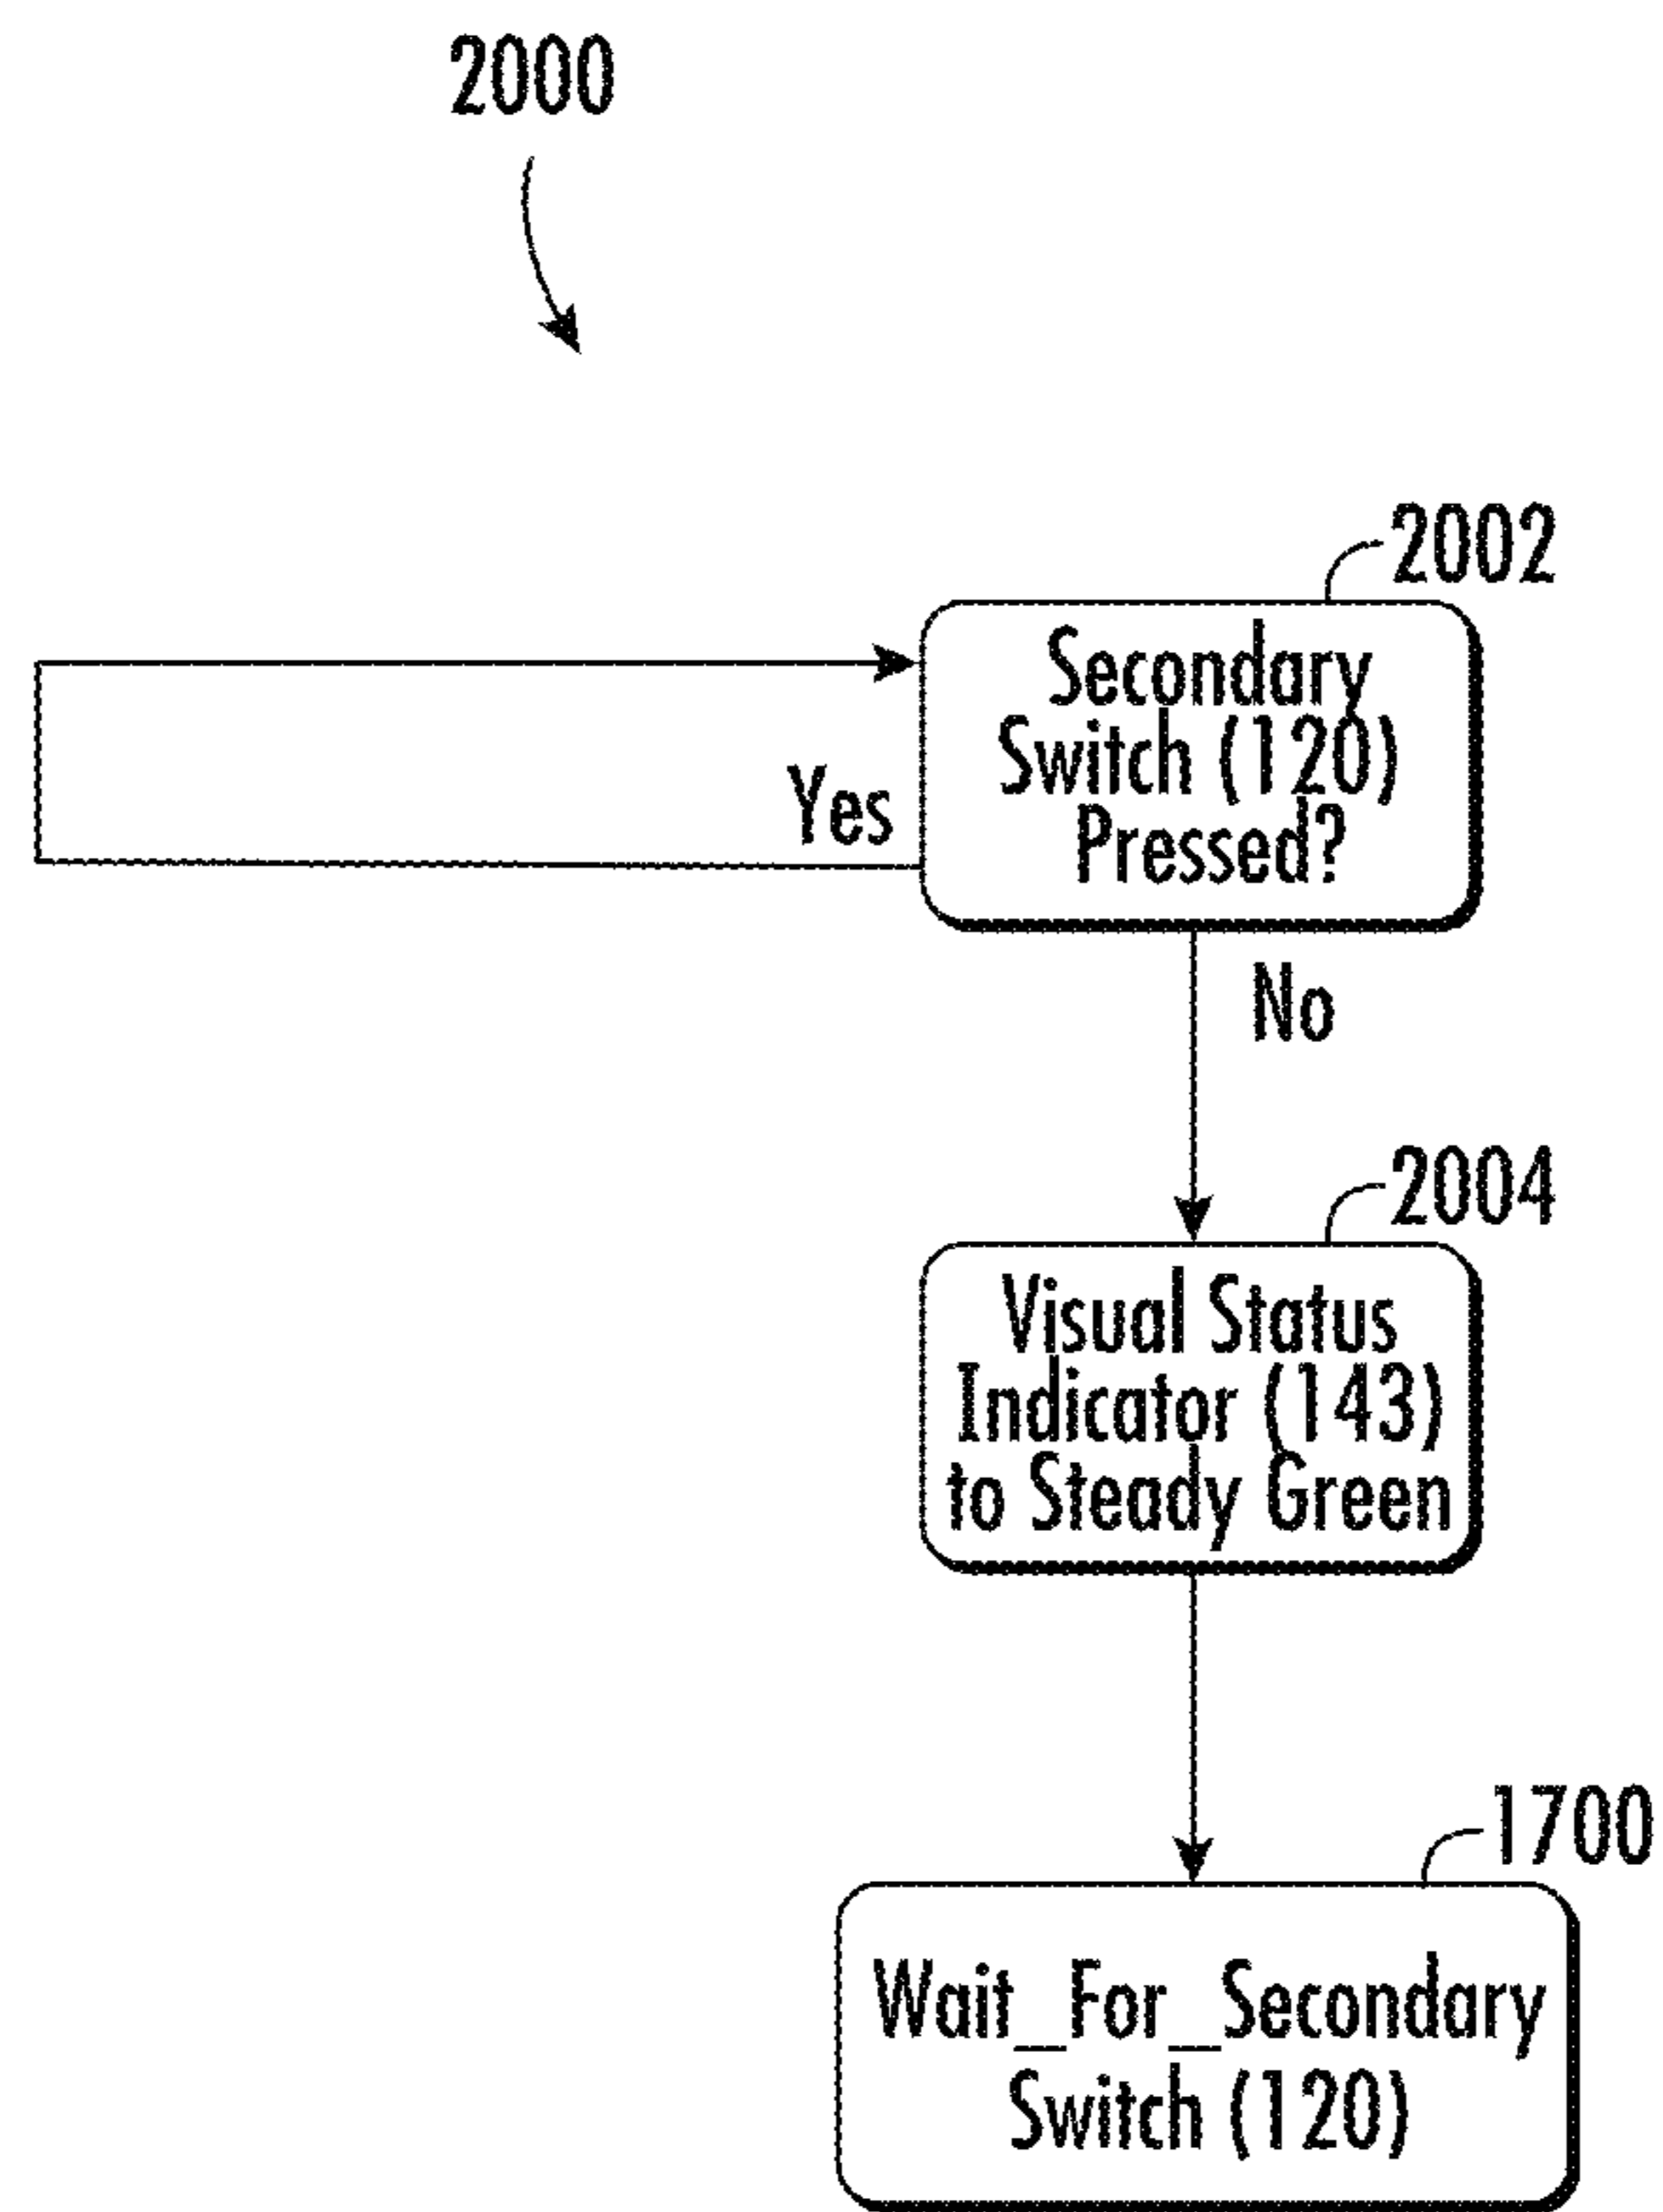 2000
2002
Secondary
Switch (120)
Pressed?
Yes
No
2004
Visual Status
Indicator (143)
to Steady Green
1700
Wait_For_Secondary
Switch (120)